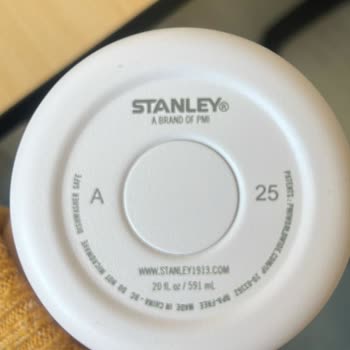 STANLEY®
A BRAND OF PMI
A
25
WWW.STANLEY1913.COM
20 fl.oz / 591 mL
DISHWASHER SAFE
DO NOT MICROWAVE
BPA-FREE MADE IN CHINA
PATENTS: